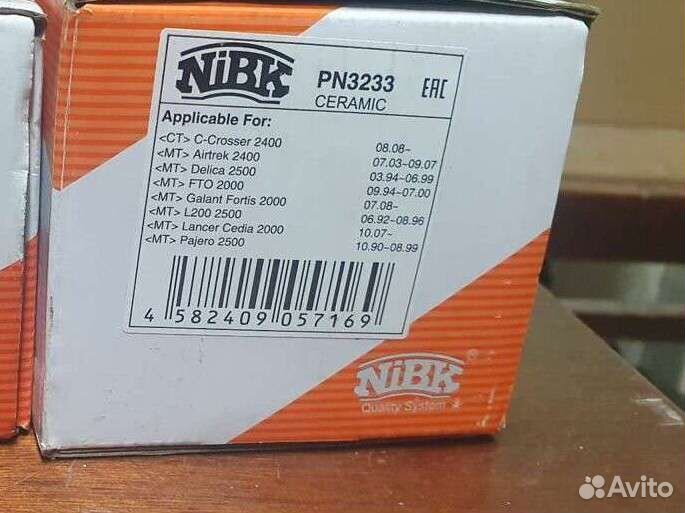 NiBK PN3233 EAC
CERAMIC
Applicable For:
<CT> C-Crosser 2400 08.08-
<MT> Airtrek 2400 07.03-09.07
<MT> Delica 2500 03.94-06.99
<MT> FTO 2000 09.94-07.00
<MT> Galant Fortis 2000 07.08-
<MT> L200 2500 06.92-08.96
<MT> Lancer Cedia 2000 10.07-
<MT> Pajero 2500 10.90-08.99
4 582409 057169
NiBK®
Quality System
Avito